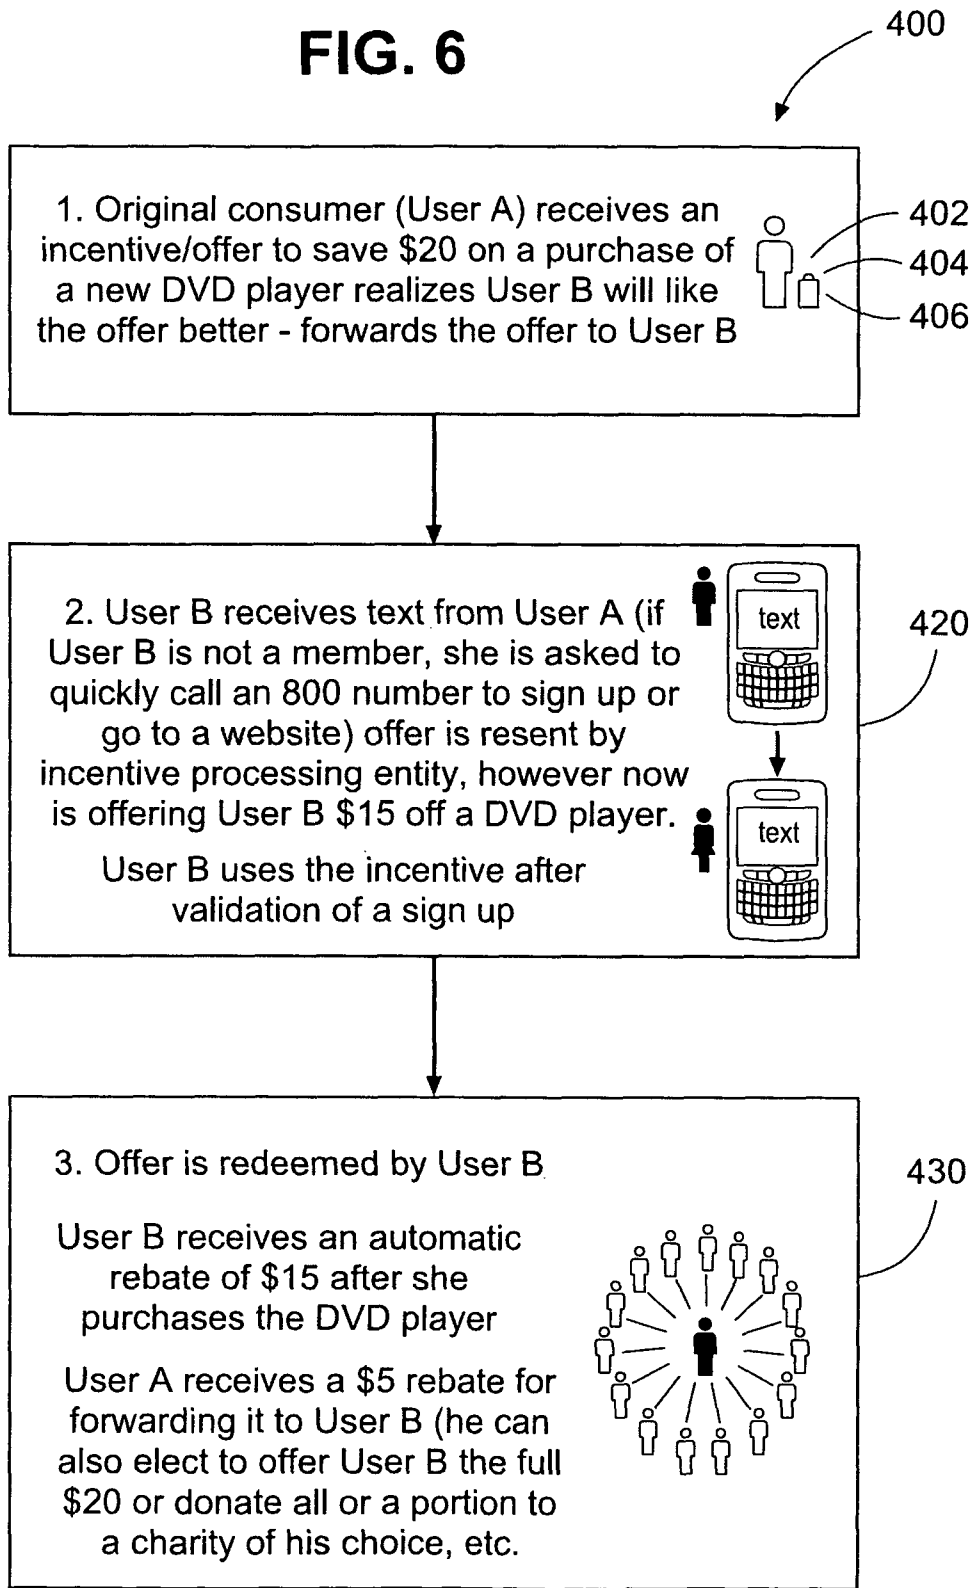 FIG. 6
400
1. Original consumer (User A) receives an
incentive/offer to save $20 on a purchase of
a new DVD player realizes User B will like
the offer better - forwards the offer to User B
402
404
406
2. User B receives text from User A (if
User B is not a member, she is asked to
quickly call an 800 number to sign up or
go to a website) offer is resent by
incentive processing entity, however now
is offering User B $15 off a DVD player.
User B uses the incentive after
validation of a sign up
text
text
420
3. Offer is redeemed by User B
User B receives an automatic
rebate of $15 after she
purchases the DVD player
User A receives a $5 rebate for
forwarding it to User B (he can
also elect to offer User B the full
$20 or donate all or a portion to
a charity of his choice, etc.
430